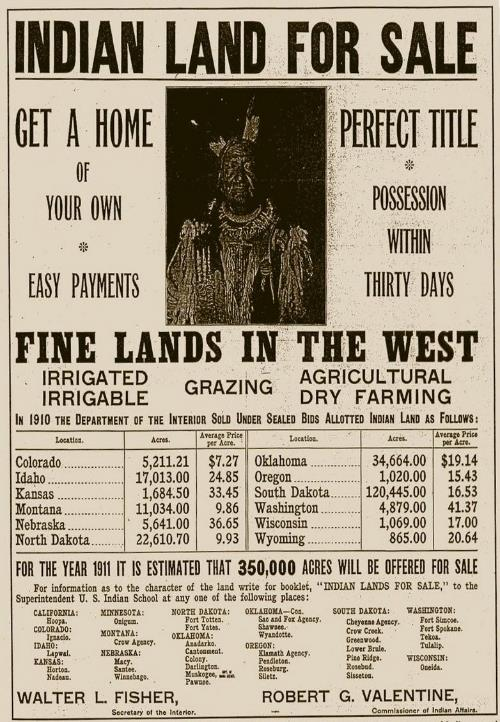 INDIAN LAND FOR SALE
GET A HOME
OF
YOUR OWN
*
EASY PAYMENTS
PERFECT TITLE
*
POSSESSION
WITHIN
THIRTY DAYS
FINE LANDS IN THE WEST
IRRIGATED
IRRIGABLE
GRAZING
AGRICULTURAL
DRY FARMING
IN 1910 THE DEPARTMENT OF THE INTERIOR SOLD UNDER SEALED BIDS ALLOTTED INDIAN LAND AS FOLLOWS:
Location. Acres. Average Price per Acre. Location. Acres. Average Price per Acre.
Colorado 5,211.21 $7.27 Oklahoma 34,664.00 $19.14
Idaho 17,013.00 24.85 Oregon 1,020.00 15.43
Kansas 1,684.50 33.45 South Dakota 120,445.00 16.53
Montana 11,034.00 9.86 Washington 4,879.00 41.37
Nebraska 5,641.00 36.65 Wisconsin 1,069.00 17.00
North Dakota 22,610.70 9.93 Wyoming 865.00 20.64
FOR THE YEAR 1911 IT IS ESTIMATED THAT 350,000 ACRES WILL BE OFFERED FOR SALE
For information as to the character of the land write for booklet, "INDIAN LANDS FOR SALE," to the
Superintendent U. S. Indian School at any one of the following places:
CALIFORNIA:
Hoopa.
COLORADO:
Ignacio.
IDAHO:
Lapwai.
KANSAS:
Horton.
Nadeau.
MINNESOTA:
Onigum.
MONTANA:
Crow Agency.
NEBRASKA:
Macy.
Santee.
Winnebago.
NORTH DAKOTA:
Fort Totten.
Fort Yates.
OKLAHOMA:
Anadarko.
Cantonment.
Colony.
Darlington.
Muskogee,
Pawnee.
OKLAHOMA—Con.
Sac and Fox Agency.
Shawnee.
Wyandotte.
OREGON:
Klamath Agency.
Pendleton.
Roseburg.
Siletz.
SOUTH DAKOTA:
Cheyenne Agency.
Crow Creek.
Greenwood.
Lower Brule.
Pine Ridge.
Rosebud.
Sisseton.
WASHINGTON:
Fort Simcoe.
Fort Spokane.
Tekoa.
Tulalip.
WISCONSIN:
Oneida.
WALTER L. FISHER,
Secretary of the Interior.
ROBERT G. VALENTINE,
Commissioner of Indian Affairs.